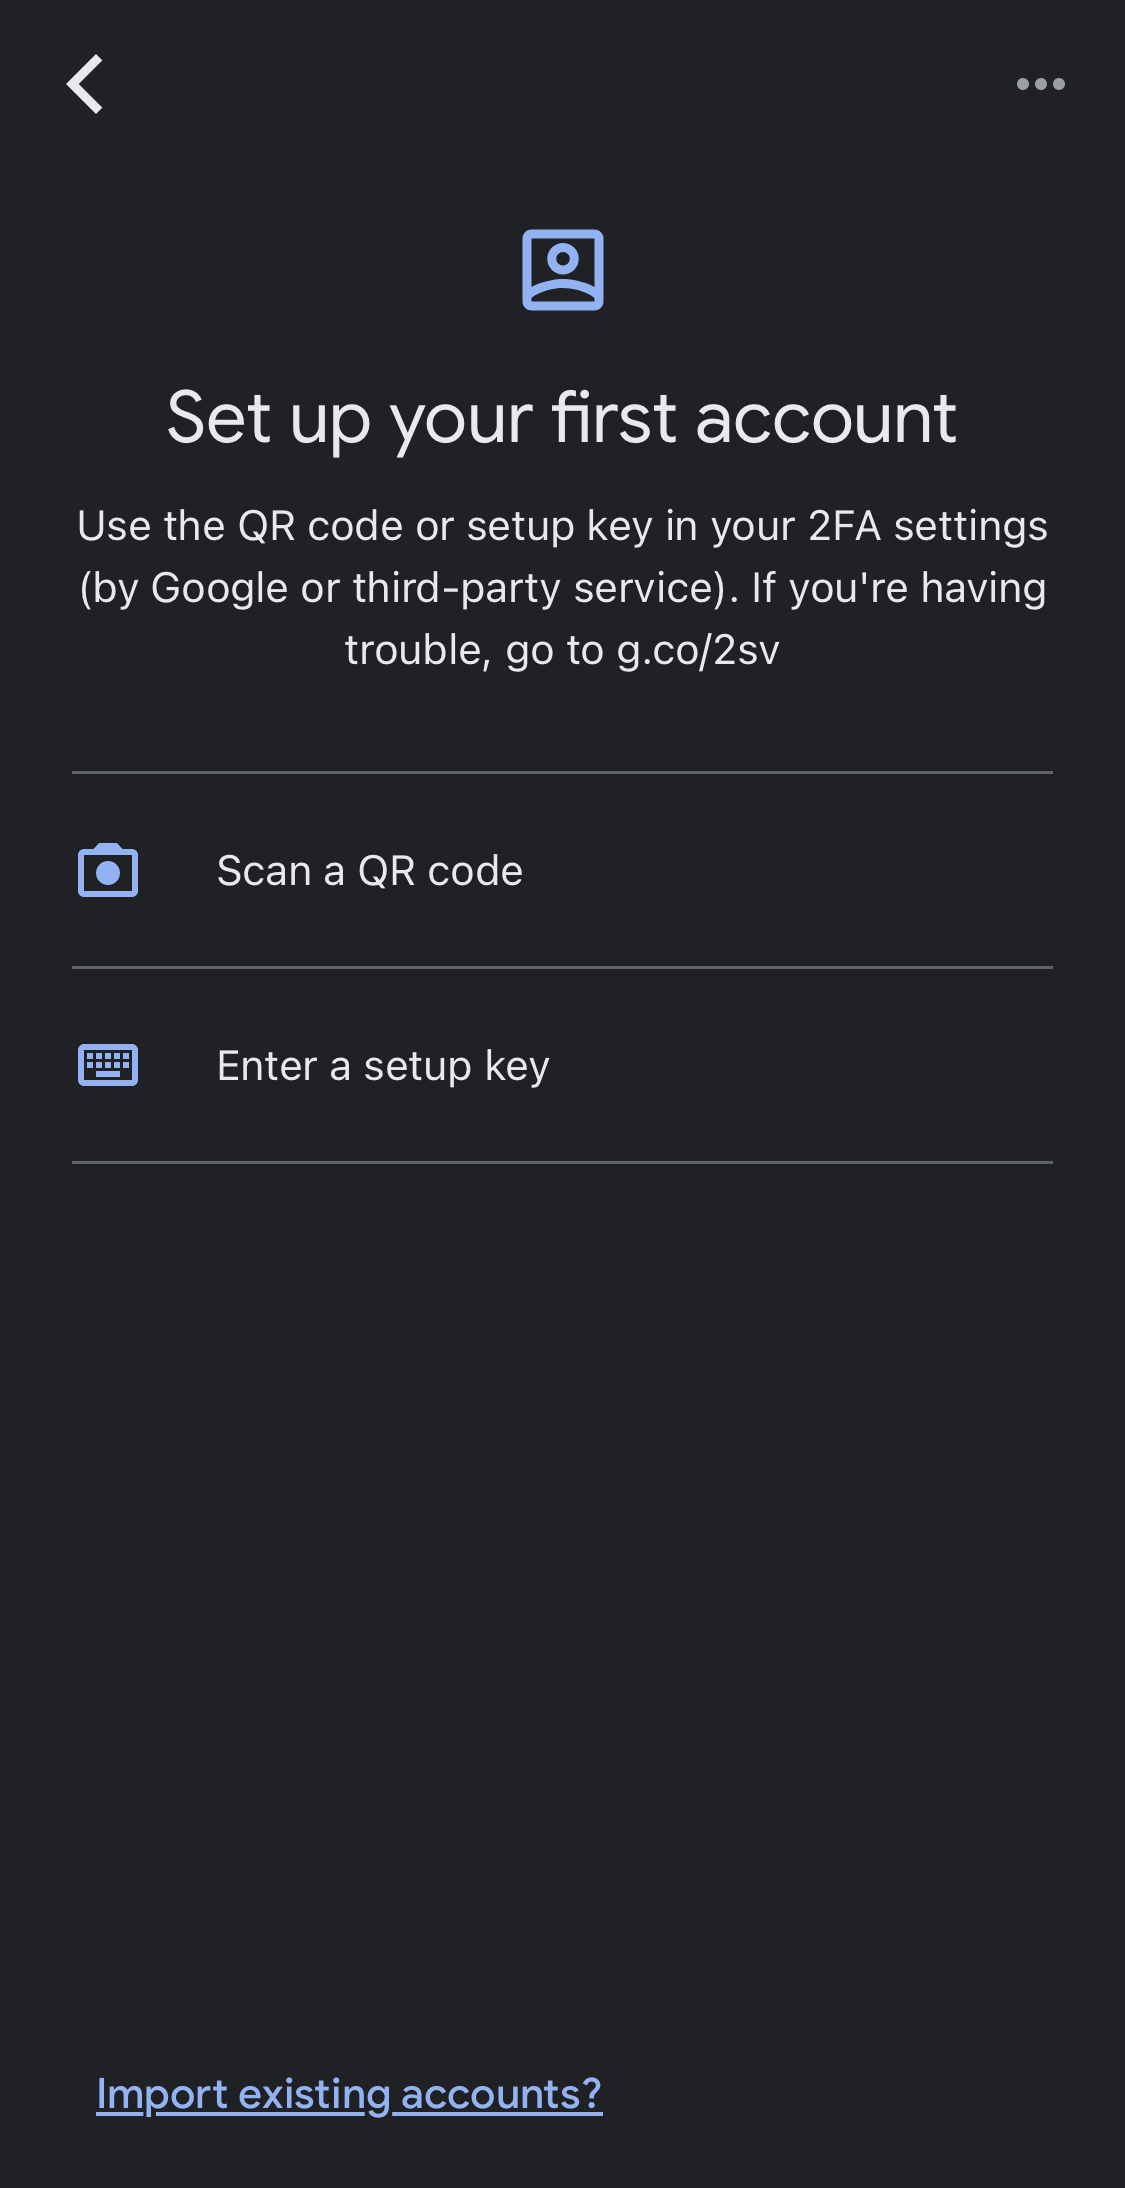 Set up your first account
Use the QR code or setup key in your 2FA settings
(by Google or third-party service). If you're having
trouble, go to g.co/2sv
Scan a QR code
Enter a setup key
Import existing accounts?